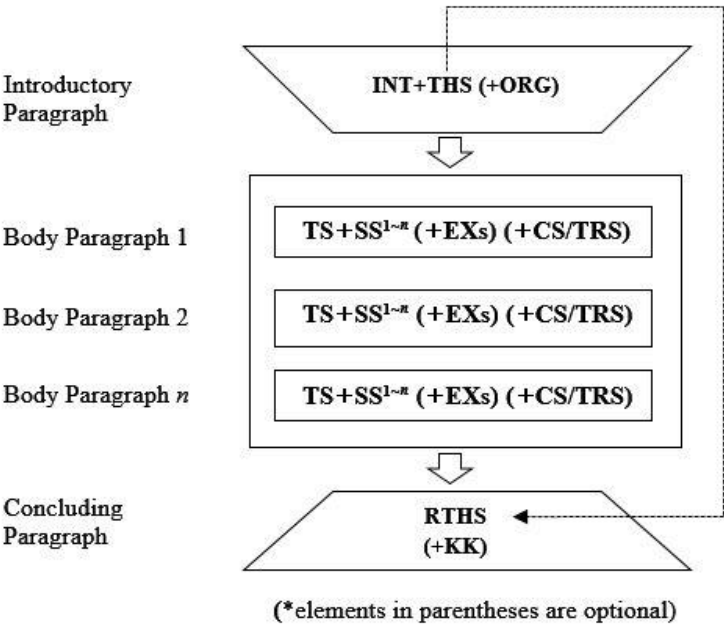 Introductory
Paragraph
INT+THS (+ORG)
Body Paragraph 1
TS+SS¹~ⁿ (+EXs) (+CS/TRS)
Body Paragraph 2
TS+SS¹~ⁿ (+EXs) (+CS/TRS)
Body Paragraph n
TS+SS¹~ⁿ (+EXs) (+CS/TRS)
Concluding
Paragraph
RTHS
(+KK)
(*elements in parentheses are optional)